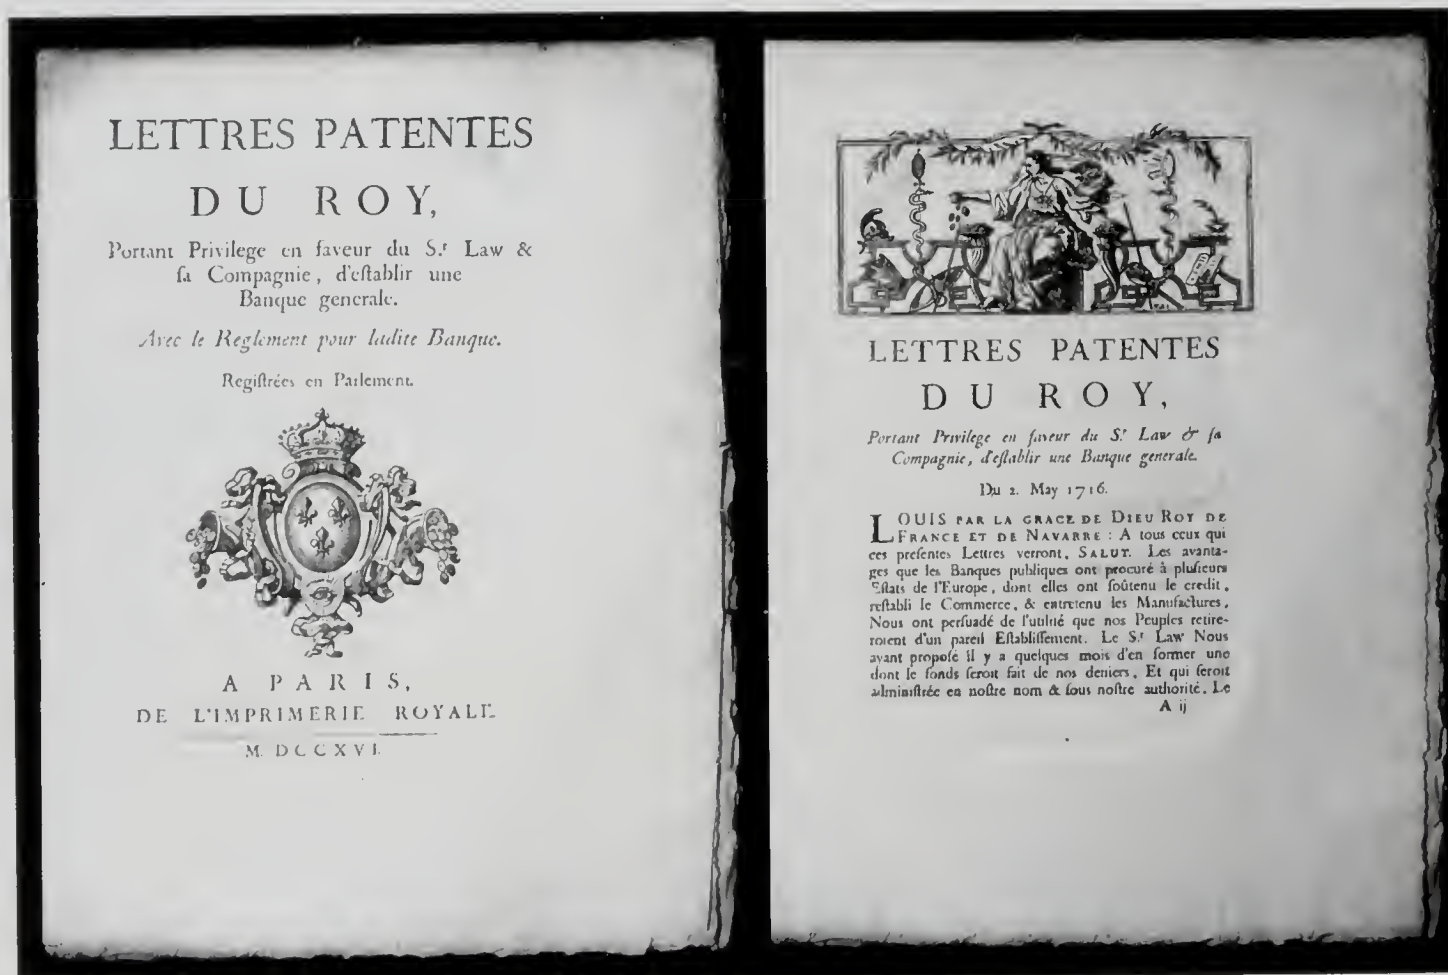 LETTRES PATENTES
DU ROY,
Portant Privilege en faveur du S.r Law &
sa Compagnie, d'establir une
Banque generale.
Avec le Reglement pour ladite Banque.
Registrées en Parlement.
A PARIS,
DE L'IMPRIMERIE ROYALE.
M. DCCXVI.
LETTRES PATENTES
DU ROY,
Portant Privilege en faveur du S.r Law & sa
Compagnie, d'establir une Banque generale.
Du 2. May 1716.
LOUIS PAR LA GRACE DE DIEU ROY DE
FRANCE ET DE NAVARRE : A tous ceux qui
ces presentes Lettres verront, SALUT. Les avanta-
ges que les Banques publiques ont procuré à plusieurs
Estats de l'Europe, dont elles ont soûtenu le credit,
restabli le Commerce, & entretenu les Manufactures,
Nous ont persuadé de l'utilité que nos Peuples retire-
roient d'un pareil Establissement. Le S.r Law Nous
ayant proposé il y a quelques mois d'en former une
dont le fonds seroit fait de nos deniers, Et qui seroit
administrée en nostre nom & sous nostre authorité. Le
A ij